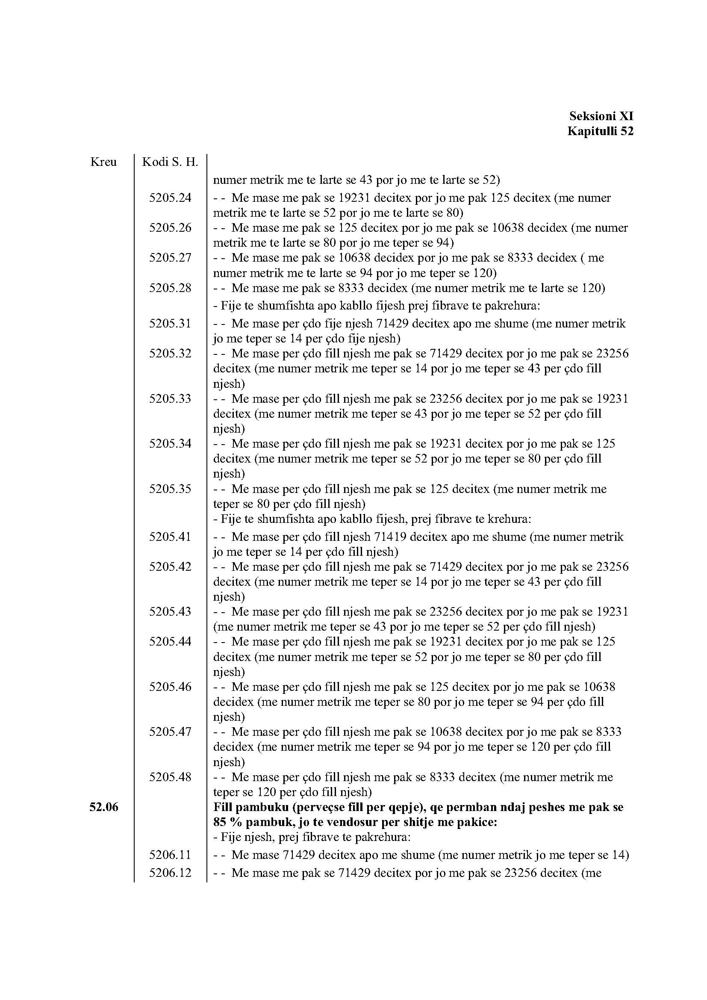 Seksioni XI
Kapitulli 52
Kreu Kodi S. H.
numer metrik me te larte se 43 por jo me te larte se 52)
5205.24 - - Me mase me pak se 19231 decitex por jo me pak 125 decitex (me numer
metrik me te larte se 52 por jo me te larte se 80)
5205.26 - - Me mase me pak se 125 decitex por jo me pak se 10638 decidex (me numer
metrik me te larte se 80 por jo me teper se 94)
5205.27 - - Me mase me pak se 10638 decidex por jo me pak se 8333 decidex ( me
numer metrik me te larte se 94 por jo me teper se 120)
5205.28 - - Me mase me pak se 8333 decidex (me numer metrik me te larte se 120)
- Fije te shumfishta apo kabllo fijesh prej fibrave te pakrehura:
5205.31 - - Me mase per çdo fije njesh 71429 decitex apo me shume (me numer metrik
jo me teper se 14 per çdo fije njesh)
5205.32 - - Me mase per çdo fill njesh me pak se 71429 decitex por jo me pak se 23256
decitex (me numer metrik me teper se 14 por jo me teper se 43 per çdo fill
njesh)
5205.33 - - Me mase per çdo fill njesh me pak se 23256 decitex por jo me pak se 19231
decitex (me numer metrik me teper se 43 por jo me teper se 52 per çdo fill
njesh)
5205.34 - - Me mase per çdo fill njesh me pak se 19231 decitex por jo me pak se 125
decitex (me numer metrik me teper se 52 por jo me teper se 80 per çdo fill
njesh)
5205.35 - - Me mase per çdo fill njesh me pak se 125 decitex (me numer metrik me
teper se 80 per çdo fill njesh)
- Fije te shumfishta apo kabllo fijesh, prej fibrave te krehura:
5205.41 - - Me mase per çdo fill njesh 71419 decitex apo me shume (me numer metrik
jo me teper se 14 per çdo fill njesh)
5205.42 - - Me mase per çdo fill njesh me pak se 71429 decitex por jo me pak se 23256
decitex (me numer metrik me teper se 14 por jo me teper se 43 per çdo fill
njesh)
5205.43 - - Me mase per çdo fill njesh me pak se 23256 decitex por jo me pak se 19231
(me numer metrik me teper se 43 por jo me teper se 52 per çdo fill njesh)
5205.44 - - Me mase per çdo fill njesh me pak se 19231 decitex por jo me pak se 125
decitex (me numer metrik me teper se 52 por jo me teper se 80 per çdo fill
njesh)
5205.46 - - Me mase per çdo fill njesh me pak se 125 decitex por jo me pak se 10638
decidex (me numer metrik me teper se 80 por jo me teper se 94 per çdo fill
njesh)
5205.47 - - Me mase per çdo fill njesh me pak se 10638 decitex por jo me pak se 8333
decidex (me numer metrik me teper se 94 por jo me teper se 120 per çdo fill
njesh)
5205.48 - - Me mase per çdo fill njesh me pak se 8333 decitex (me numer metrik me
teper se 120 per çdo fill njesh)
52.06 Fill pambuku (perveçse fill per qepje), qe permban ndaj peshes me pak se
85 % pambuk, jo te vendosur per shitje me pakice:
- Fije njesh, prej fibrave te pakrehura:
5206.11 - - Me mase 71429 decitex apo me shume (me numer metrik jo me teper se 14)
5206.12 - - Me mase me pak se 71429 decitex por jo me pak se 23256 decitex (me